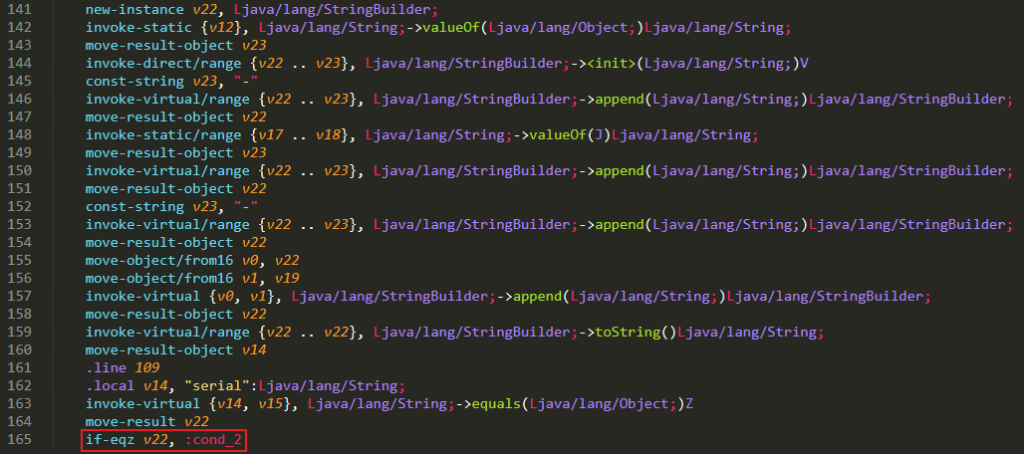 141 new-instance v22, Ljava/lang/StringBuilder;
142 invoke-static {v12}, Ljava/lang/String;->valueOf(Ljava/lang/Object;)Ljava/lang/String;
143 move-result-object v23
144 invoke-direct/range {v22 .. v23}, Ljava/lang/StringBuilder;-><init>(Ljava/lang/String;)V
145 const-string v23, "-"
146 invoke-virtual/range {v22 .. v23}, Ljava/lang/StringBuilder;->append(Ljava/lang/String;)Ljava/lang/StringBuilder;
147 move-result-object v22
148 invoke-static/range {v17 .. v18}, Ljava/lang/String;->valueOf(J)Ljava/lang/String;
149 move-result-object v23
150 invoke-virtual/range {v22 .. v23}, Ljava/lang/StringBuilder;->append(Ljava/lang/String;)Ljava/lang/StringBuilder;
151 move-result-object v22
152 const-string v23, "-"
153 invoke-virtual/range {v22 .. v23}, Ljava/lang/StringBuilder;->append(Ljava/lang/String;)Ljava/lang/StringBuilder;
154 move-result-object v22
155 move-object/from16 v0, v22
156 move-object/from16 v1, v19
157 invoke-virtual {v0, v1}, Ljava/lang/StringBuilder;->append(Ljava/lang/String;)Ljava/lang/StringBuilder;
158 move-result-object v22
159 invoke-virtual/range {v22 .. v22}, Ljava/lang/StringBuilder;->toString()Ljava/lang/String;
160 move-result-object v14
161 .line 109
162 .local v14, "serial":Ljava/lang/String;
163 invoke-virtual {v14, v15}, Ljava/lang/String;->equals(Ljava/lang/Object;)Z
164 move-result v22
165 if-eqz v22, :cond_2